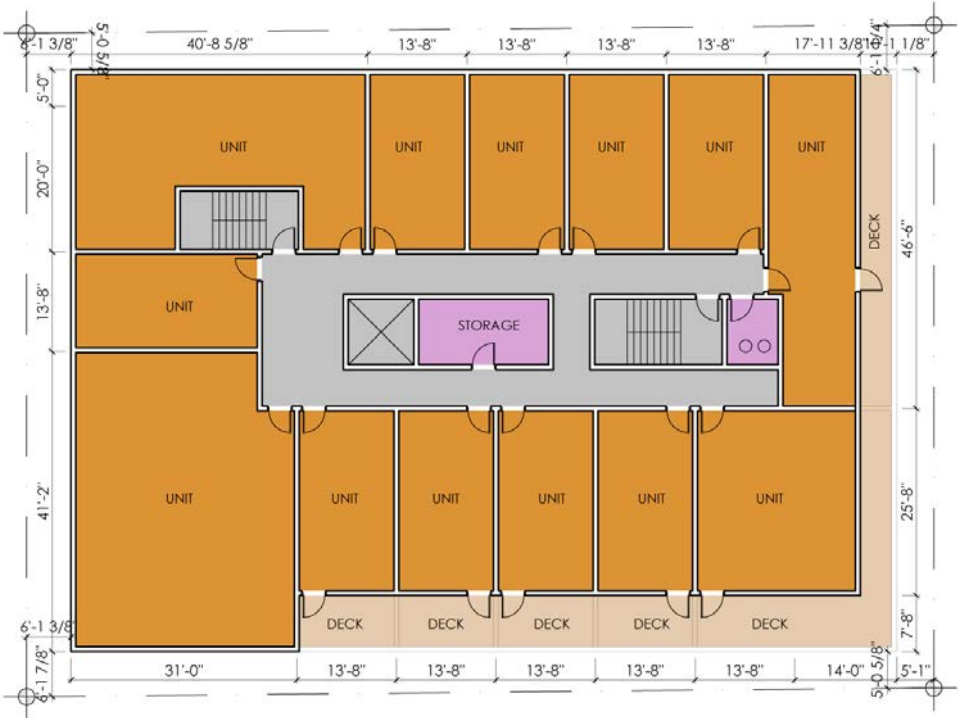 5'-0 5/8"
6'-1 3/8"
40'-8 5/8"
13'-8"
13'-8"
13'-8"
13'-8"
17'-11 3/8"
6'-1 1/4"
5'-0"
20'-0"
13'-8"
41'-2"
UNIT
UNIT
UNIT
UNIT
UNIT
UNIT
DECK
46'-6"
UNIT
STORAGE
UNIT
UNIT
UNIT
UNIT
UNIT
UNIT
25'-8"
DECK
DECK
DECK
DECK
DECK
7'-8"
6'-1 3/8"
6'-1 7/8"
31'-0"
13'-8"
13'-8"
13'-8"
13'-8"
13'-8"
14'-0"
5'-0 5/8"
5'-1"